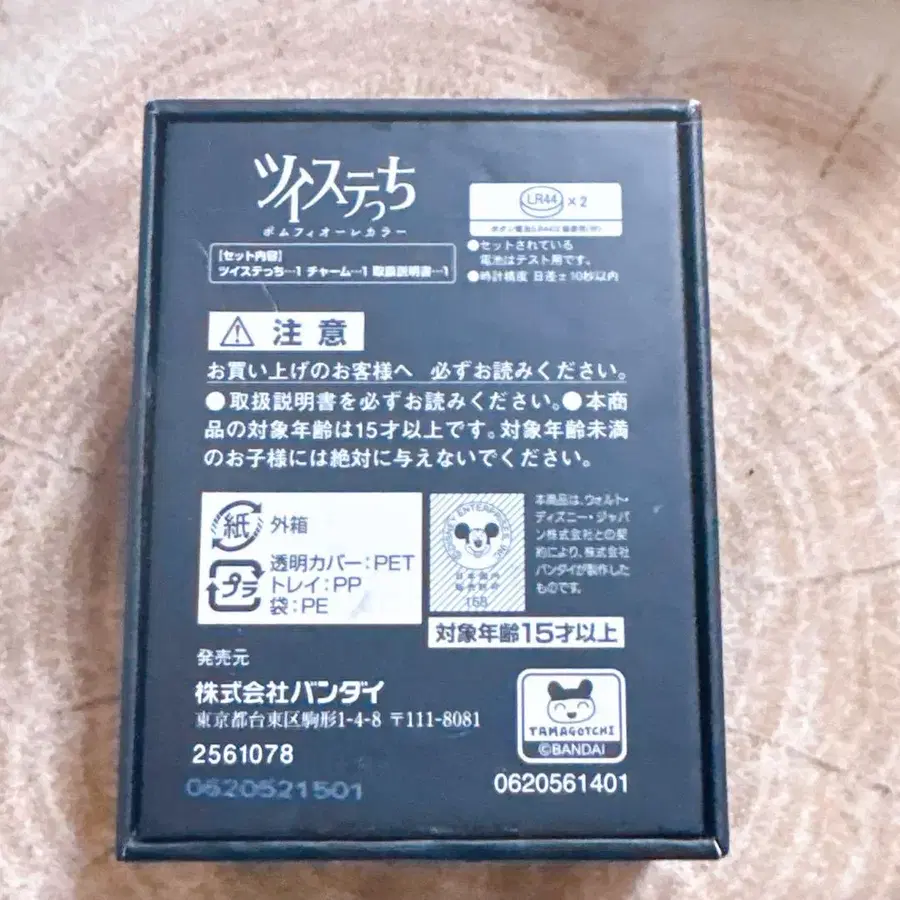 ツイステっち
ポムフィオーレカラー
【セット内容】
ツイステっち…1 チャーム…1 取扱説明書…1
LR44 × 2
●セットされている
電池はテスト用です。
●時計精度 日差±10秒以内
注意
お買い上げのお客様へ 必ずお読みください。
●取扱説明書を必ずお読みください。●本商
品の対象年齢は15才以上です。対象年齢未満
のお子様には絶対に与えないでください。
紙 外箱
プラ
透明カバー:PET
トレイ:PP
袋:PE
DISNEY ENTERPRISES, INC.
日本国内
158
本商品は、ウォルト・
ディズニー・ジャパ
ン株式会社との契
約により、株式会社
バンダイが製作した
ものです。
対象年齢15才以上
発売元
株式会社バンダイ
東京都台東区駒形1-4-8 〒111-8081
2561078
0620521501
TAMAGOTCHI
©BANDAI
0620561401